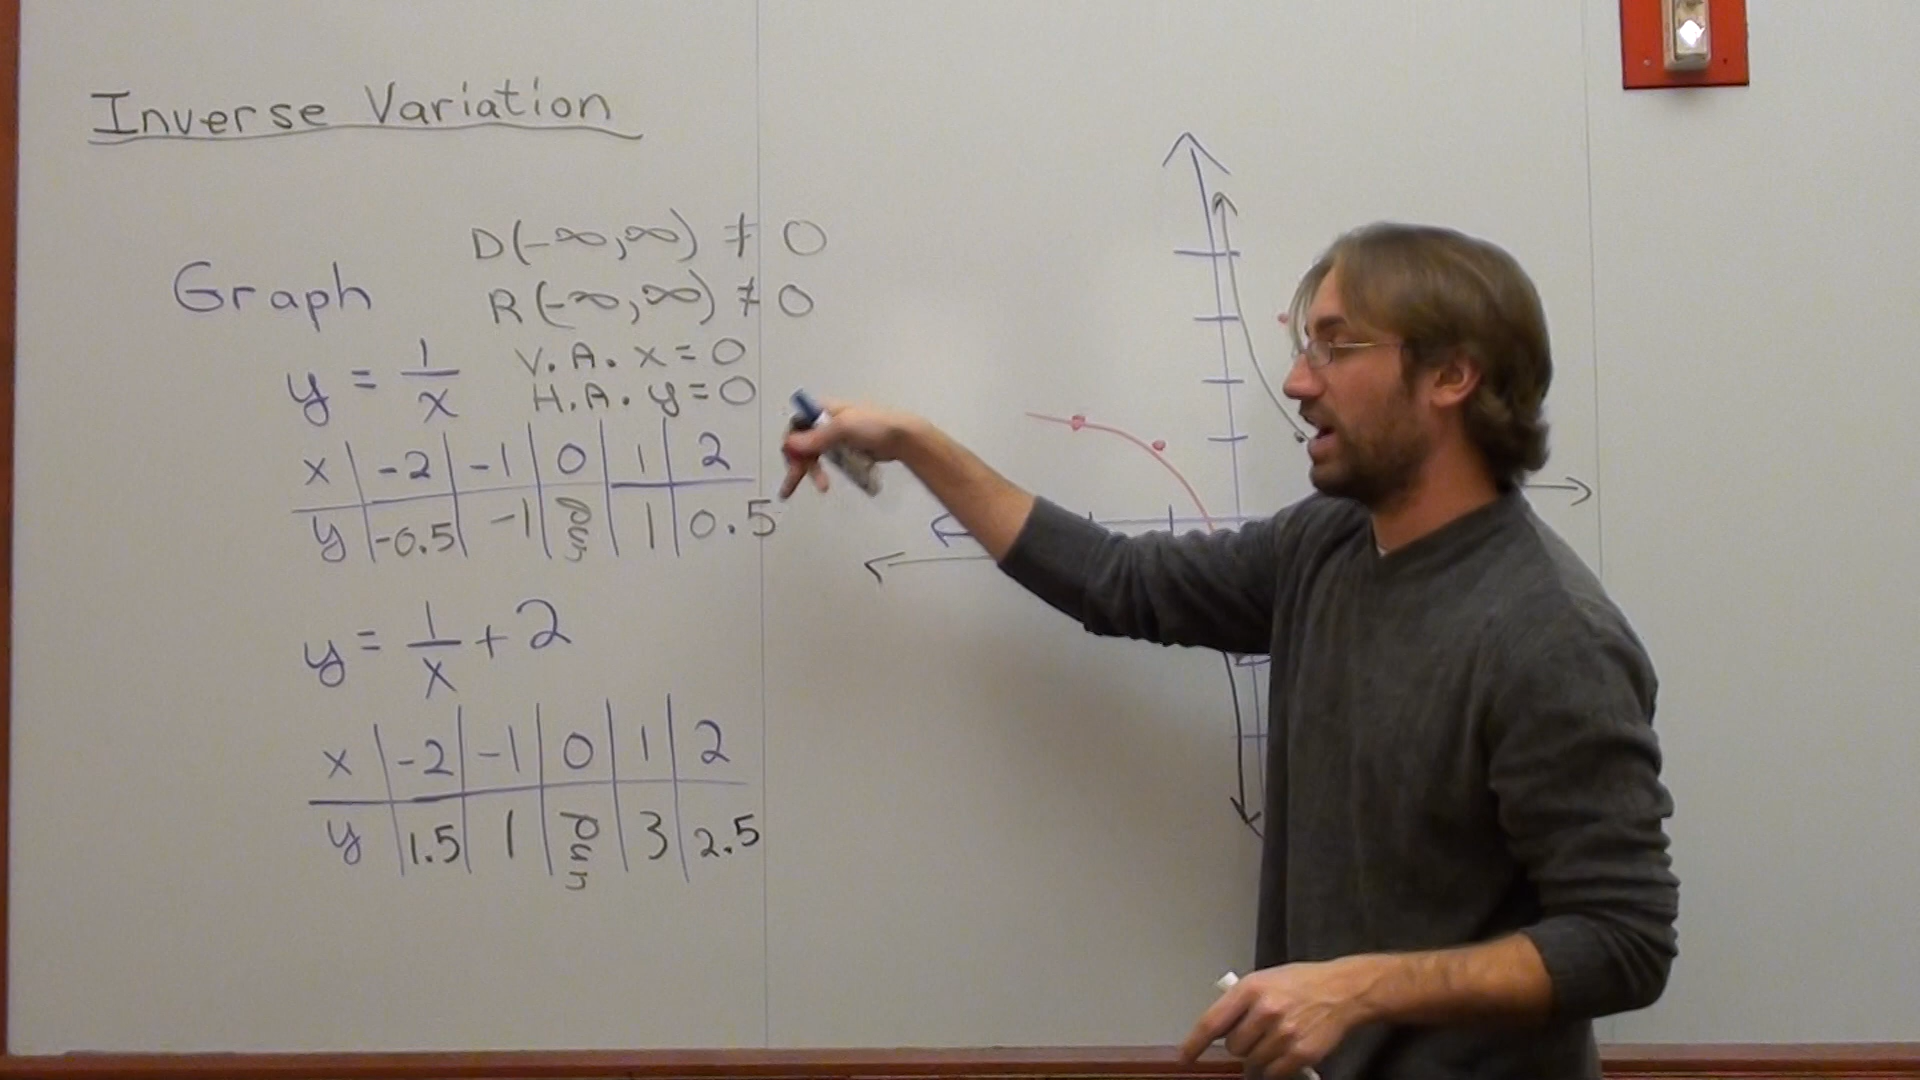 Inverse Variation
D(-∞,∞) ≠ 0
Graph
R(-∞,∞) ≠ 0
y = 1/x
V.A. x=0
H.A. y=0
x -2 -1 0 1 2
y -0.5 -1 und 1 0.5
y = 1/x + 2
x -2 -1 0 1 2
y 1.5 1 und 3 2.5